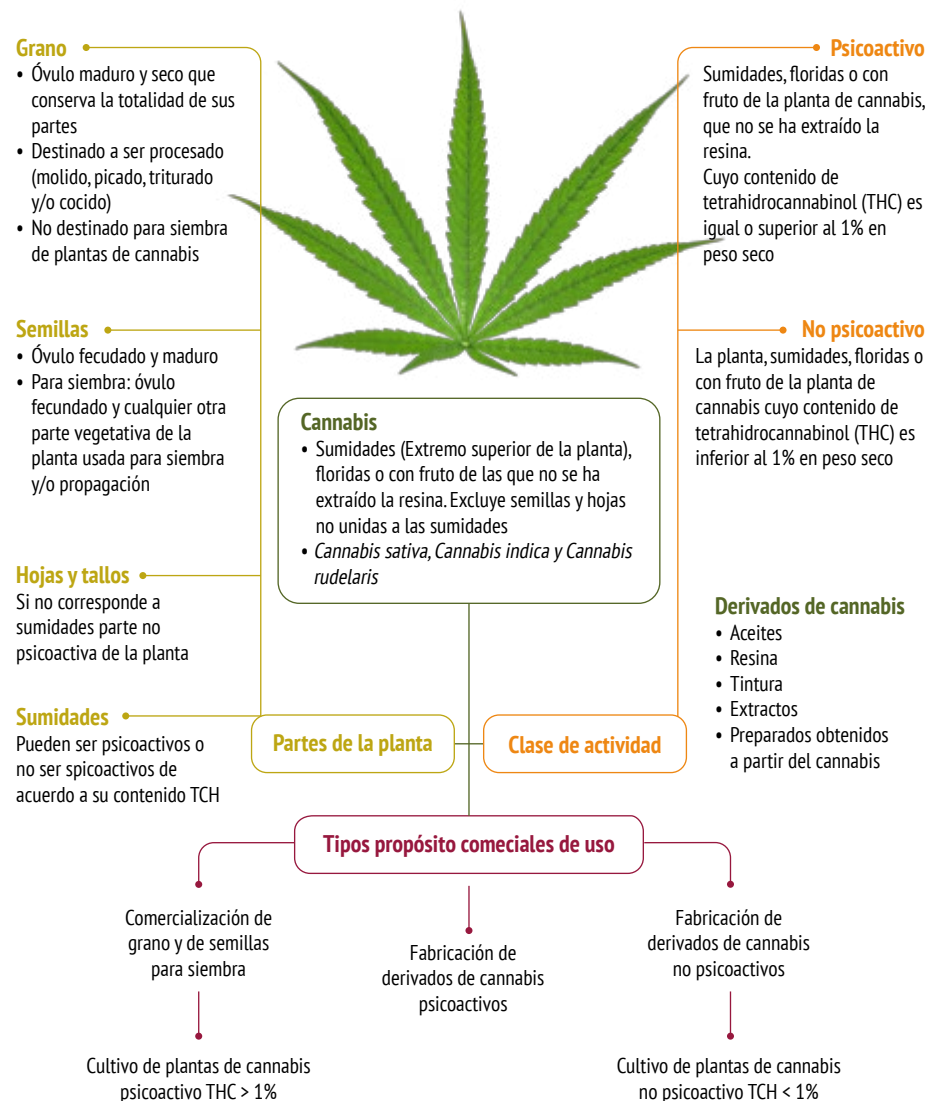 Grano
• Óvulo maduro y seco que
conserva la totalidad de sus
partes
• Destinado a ser procesado
(molido, picado, triturado
y/o cocido)
• No destinado para siembra
de plantas de cannabis
Semillas
• Óvulo fecudado y maduro
• Para siembra: óvulo
fecundado y cualquier otra
parte vegetativa de la
planta usada para siembra
y/o propagación
Hojas y tallos
Si no corresponde a
sumidades parte no
psicoactiva de la planta
Sumidades
Pueden ser psicoactivos o
no ser spicoactivos de
acuerdo a su contenido TCH
Psicoactivo
Sumidades, floridas o con
fruto de la planta de cannabis,
que no se ha extraído la
resina.
Cuyo contenido de
tetrahidrocannabinol (THC) es
igual o superior al 1% en
peso seco
No psicoactivo
La planta, sumidades, floridas o
con fruto de la planta de
cannabis cuyo contenido de
tetrahidrocannabinol (THC) es
inferior al 1% en peso seco
Cannabis
• Sumidades (Extremo superior de la planta),
floridas o con fruto de las que no se ha
extraído la resina. Excluye semillas y hojas
no unidas a las sumidades
• Cannabis sativa, Cannabis indica y Cannabis
rudelaris
Derivados de cannabis
• Aceites
• Resina
• Tintura
• Extractos
• Preparados obtenidos
a partir del cannabis
Partes de la planta
Clase de actividad
Tipos propósito comeciales de uso
Comercialización de
grano y de semillas
para siembra
Fabricación de
derivados de cannabis
psicoactivos
Fabricación de
derivados de cannabis
no psicoactivos
Cultivo de plantas de cannabis
psicoactivo THC > 1%
Cultivo de plantas de cannabis
no psicoactivo TCH < 1%